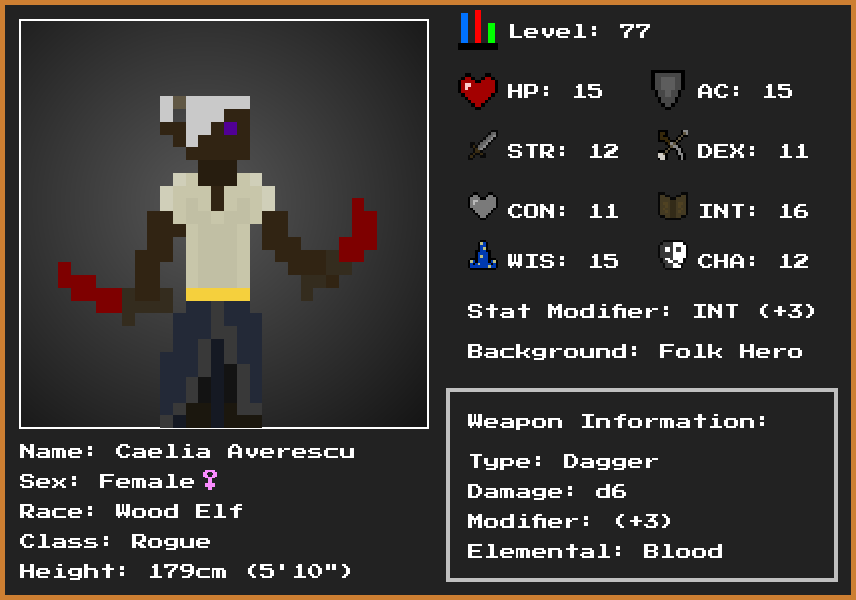 Level: 77
HP: 15
AC: 15
STR: 12
DEX: 11
CON: 11
INT: 16
WIS: 15
CHA: 12
Stat Modifier: INT (+3)
Background: Folk Hero
Weapon Information:
Type: Dagger
Damage: d6
Modifier: (+3)
Elemental: Blood
Name: Caelia Averescu
Sex: Female♀
Race: Wood Elf
Class: Rogue
Height: 179cm (5'10")